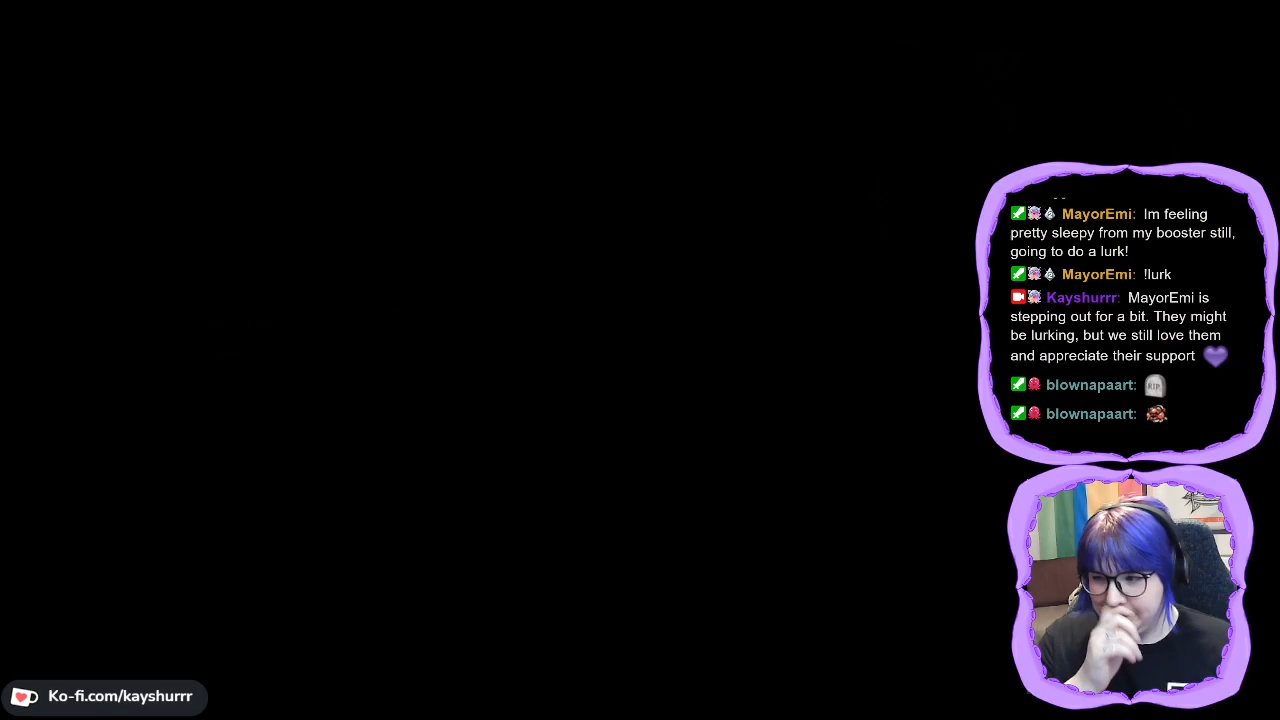 MayorEmi: Im feeling
pretty sleepy from my booster still,
going to do a lurk!
MayorEmi: !lurk
Kayshurrr: MayorEmi is
stepping out for a bit. They might
be lurking, but we still love them
and appreciate their support
blownapaart:
RIP
blownapaart:
Ko-fi.com/kayshurrr